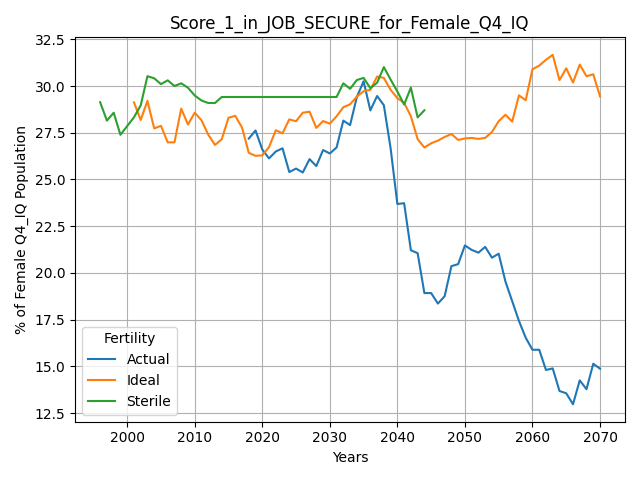 Score_1_in_JOB_SECURE_for_Female_Q4_IQ
% of Female Q4_IQ Population
32.5
30.0
27.5
25.0
22.5
20.0
17.5
15.0
12.5
Fertility
Actual
Ideal
Sterile
2000 2010 2020 2030 2040 2050 2060 2070
Years